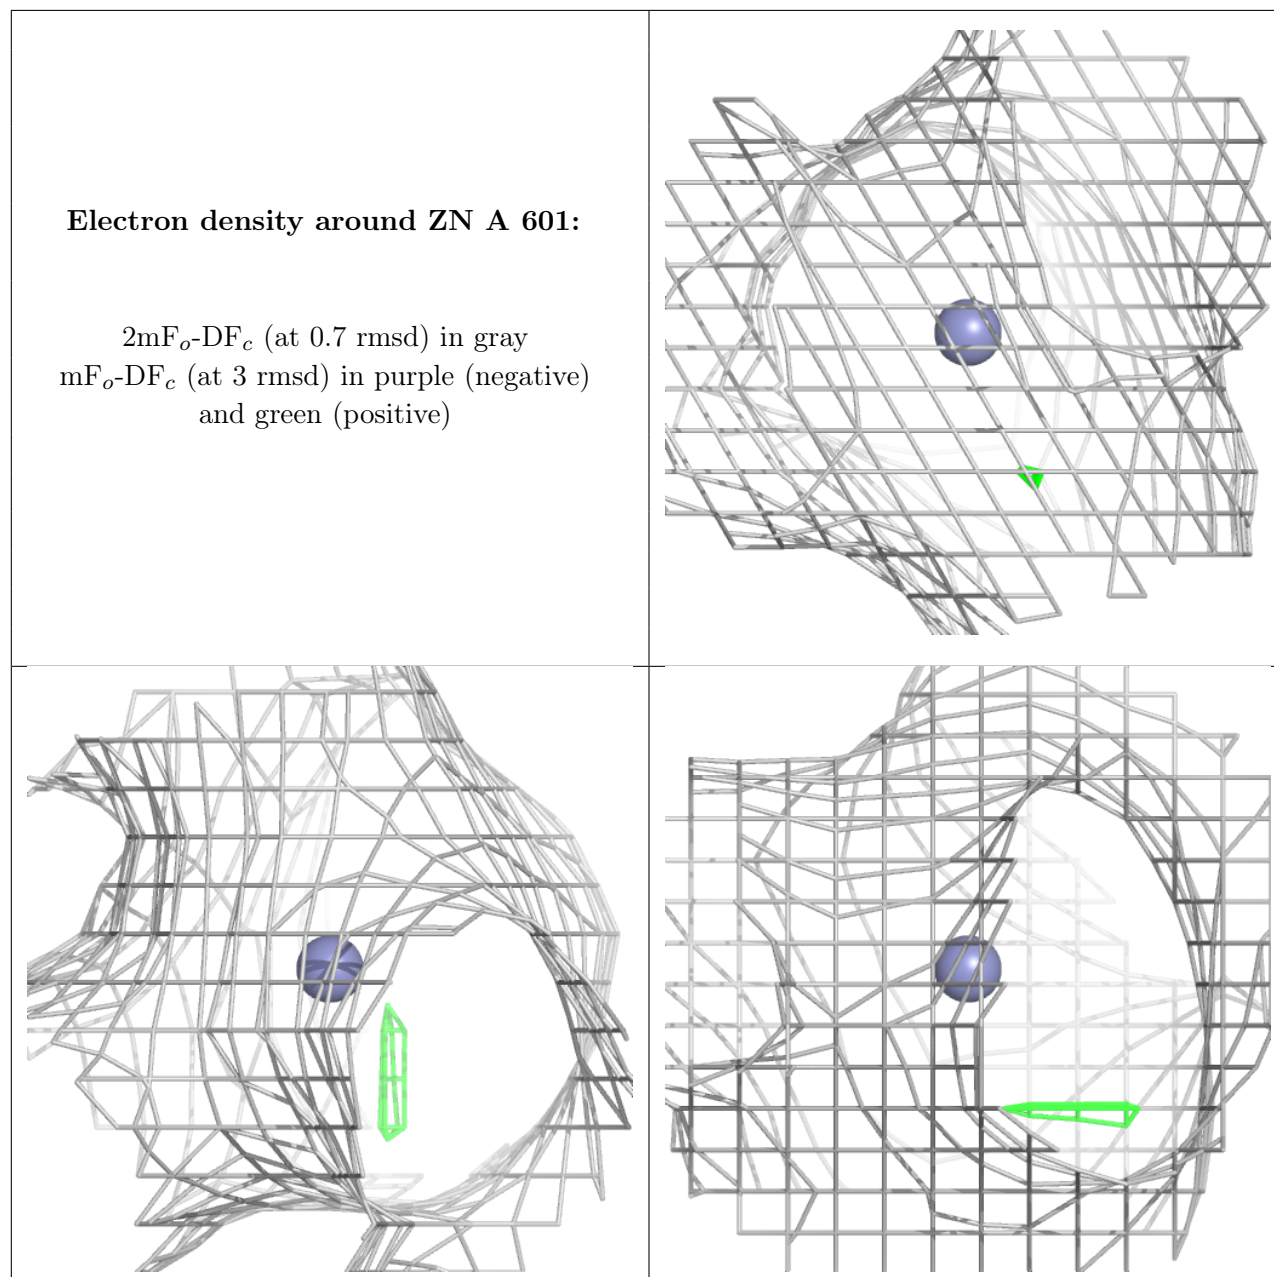 Electron density around ZN A 601:
2mFo-DFc (at 0.7 rmsd) in gray
mFo-DFc (at 3 rmsd) in purple (negative)
and green (positive)